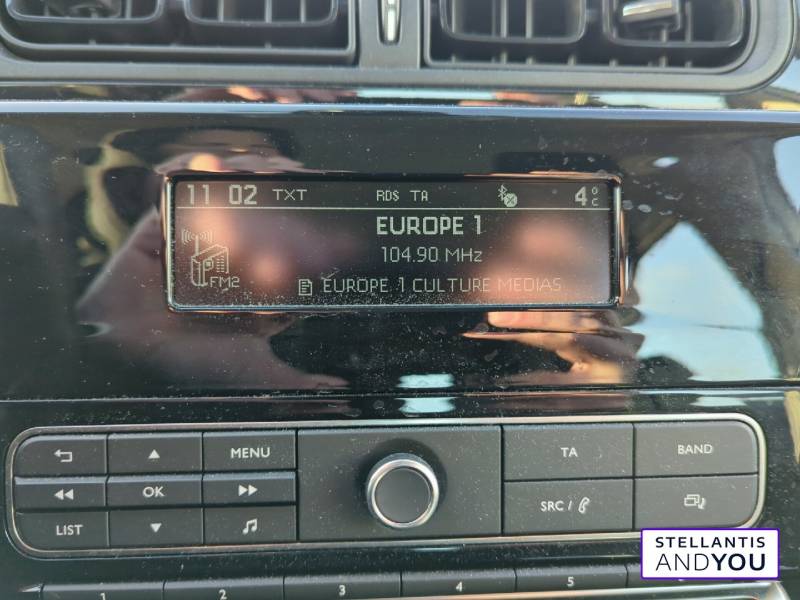 11 02 TXT RDS TA 4°C
EUROPE 1
104.90 MHz
FM2
EUROPE 1 CULTURE MEDIAS
MENU
TA
BAND
OK
SRC /
LIST
1 2 3 4 5
STELLANTIS
ANDYOU